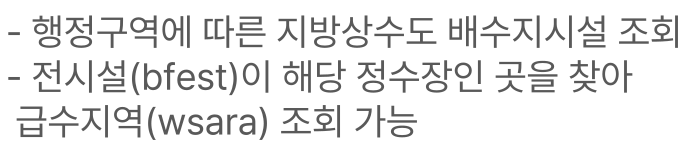 - 행정구역에 따른 지방상수도 배수지시설 조회
- 전시설(bfest)이 해당 정수장인 곳을 찾아
급수지역(wsara) 조회 가능